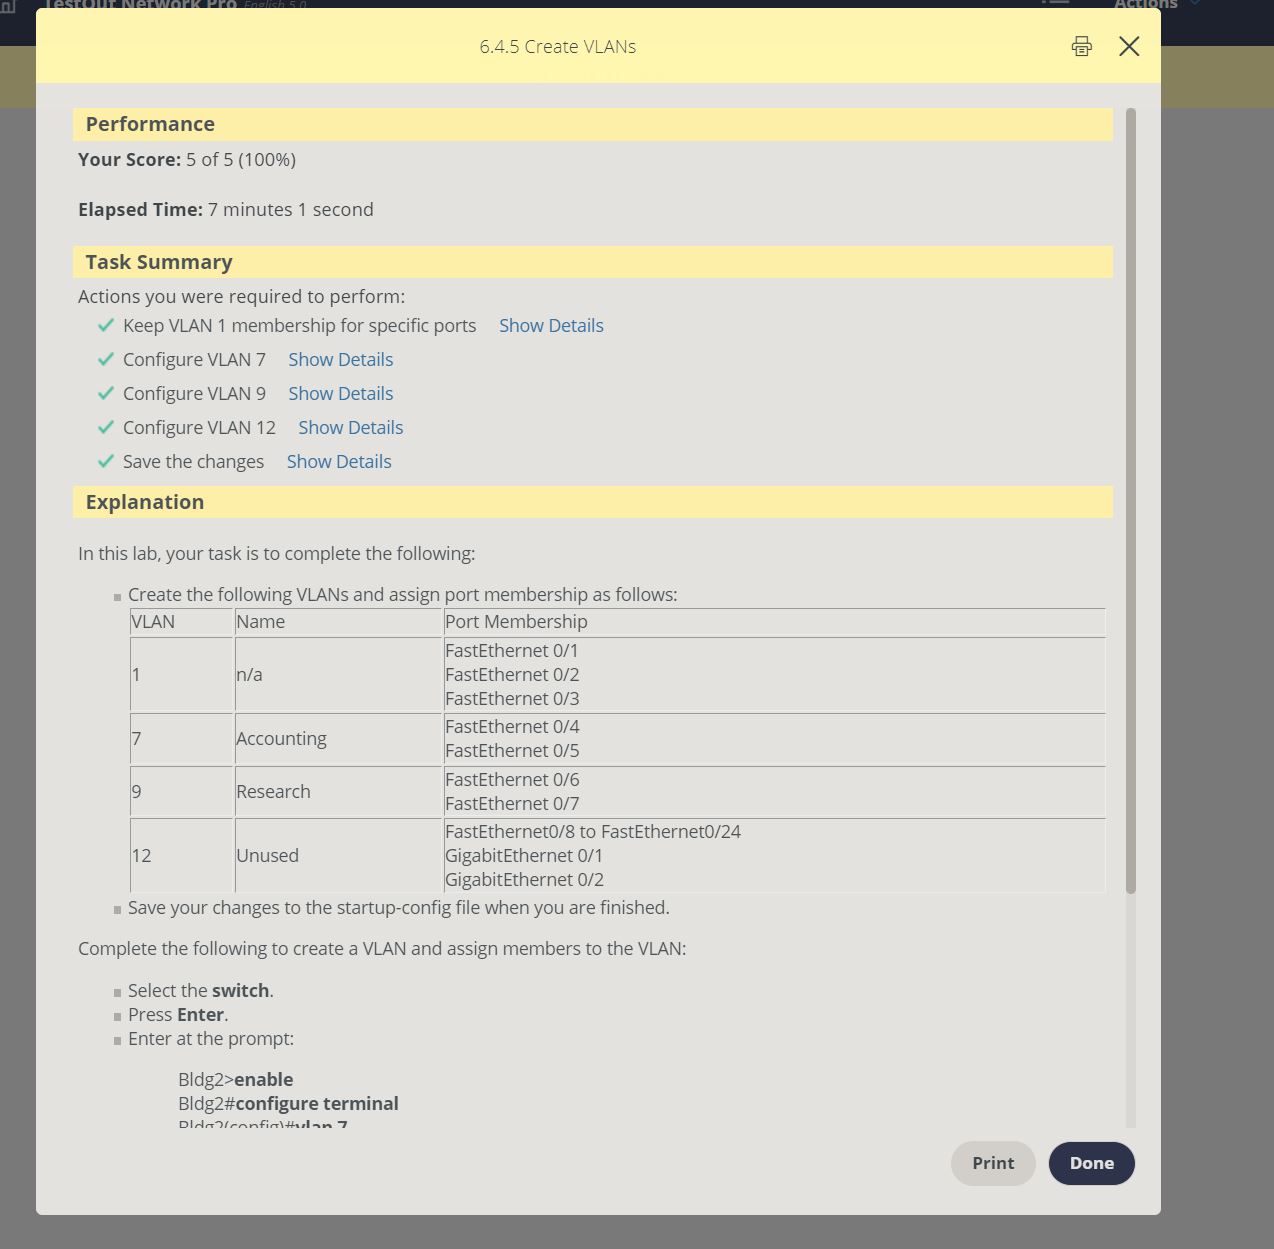 TestOut Network Pro English 5.0
Actions
6.4.5 Create VLANs
Performance
Your Score: 5 of 5 (100%)
Elapsed Time: 7 minutes 1 second
Task Summary
Actions you were required to perform:
Keep VLAN 1 membership for specific ports Show Details
Configure VLAN 7 Show Details
Configure VLAN 9 Show Details
Configure VLAN 12 Show Details
Save the changes Show Details
Explanation
In this lab, your task is to complete the following:
Create the following VLANs and assign port membership as follows:
VLAN Name Port Membership
1 n/a FastEthernet 0/1
FastEthernet 0/2
FastEthernet 0/3
7 Accounting FastEthernet 0/4
FastEthernet 0/5
9 Research FastEthernet 0/6
FastEthernet 0/7
12 Unused FastEthernet0/8 to FastEthernet0/24
GigabitEthernet 0/1
GigabitEthernet 0/2
Save your changes to the startup-config file when you are finished.
Complete the following to create a VLAN and assign members to the VLAN:
Select the switch.
Press Enter.
Enter at the prompt:
Bldg2>enable
Bldg2#configure terminal
Bldg2(config)#vlan 7
Print Done